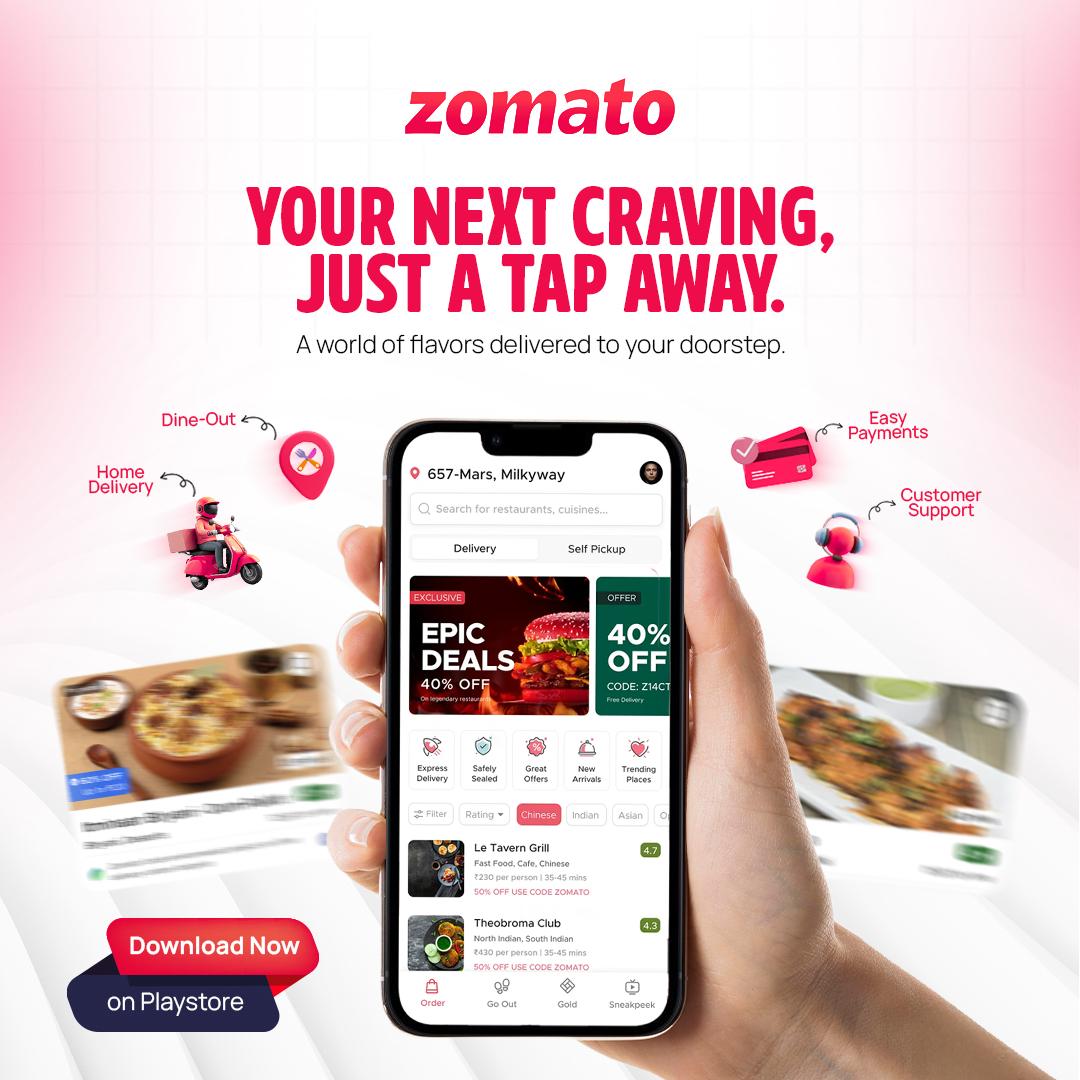 zomato
YOUR NEXT CRAVING,
JUST A TAP AWAY.
A world of flavors delivered to your doorstep.
Dine-Out
Home
Delivery
Easy
Payments
Customer
Support
657-Mars, Milkyway
Search for restaurants, cuisines...
Delivery
Self Pickup
EXCLUSIVE
EPIC
DEALS
40% OFF
On legendary restaurants
OFFER
40%
OFF
CODE: Z14CT
Free Delivery
Express
Delivery
Safely
Sealed
Great
Offers
New
Arrivals
Trending
Places
Filter
Rating
Chinese
Indian
Asian
Le Tavern Grill
4.7
Fast Food, Cafe, Chinese
₹230 per person | 35-45 mins
50% OFF USE CODE ZOMATO
Theobroma Club
4.3
North Indian, South Indian
₹430 per person | 35-45 mins
50% OFF USE CODE ZOMATO
Order
Go Out
Gold
Sneakpeek
Download Now
on Playstore